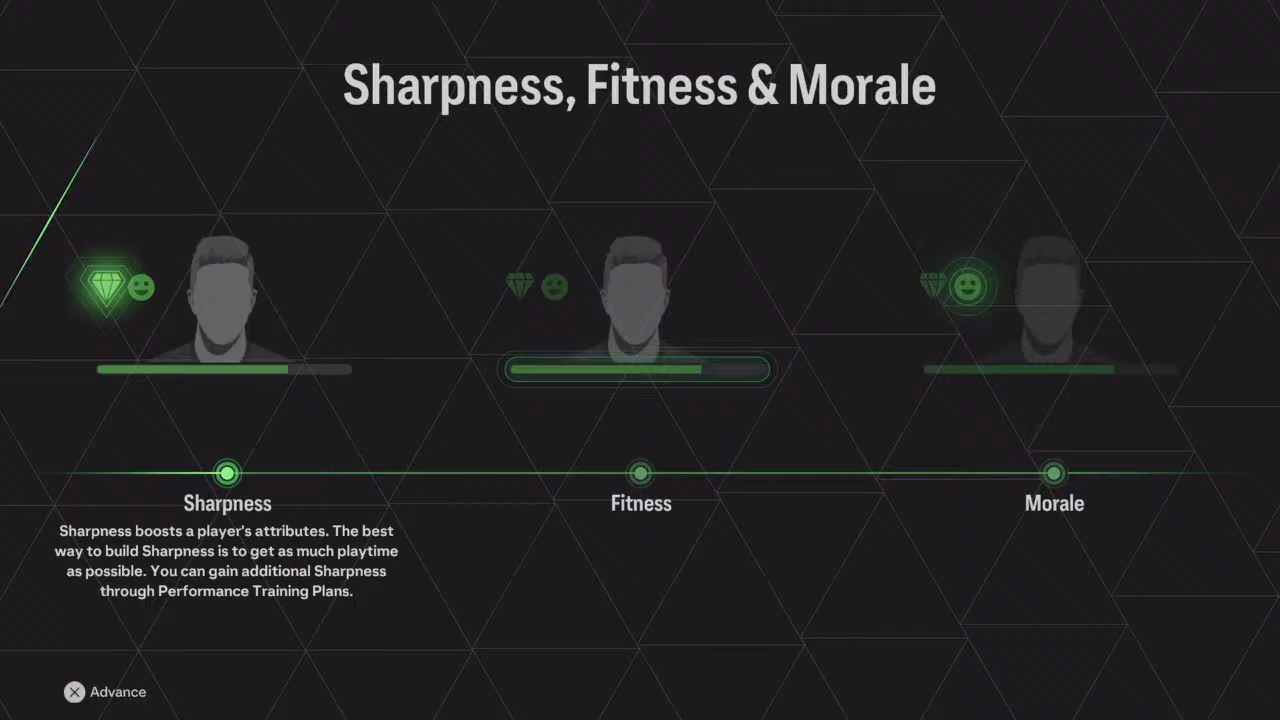 Sharpness, Fitness & Morale
Sharpness
Sharpness boosts a player's attributes. The best
way to build Sharpness is to get as much playtime
as possible. You can gain additional Sharpness
through Performance Training Plans.
Fitness
Morale
Advance